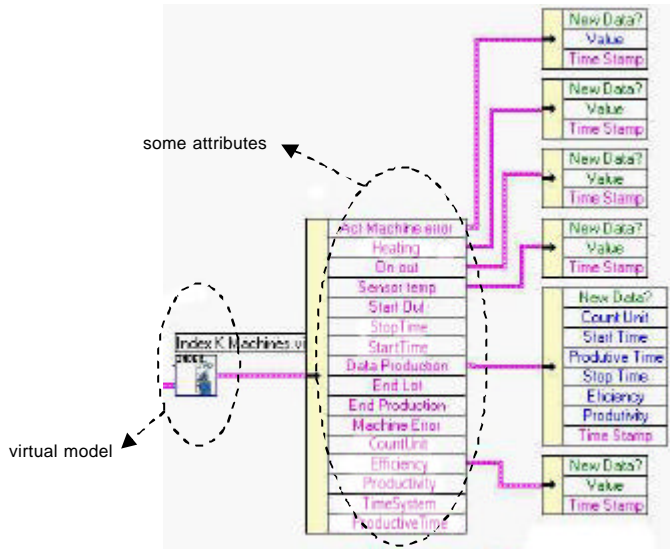 New Data?
Value
Time Stamp
New Data?
Value
Time Stamp
New Data?
Value
Time Stamp
New Data?
Value
Time Stamp
some attributes
Act Machine error
Heating
On out
Sensor temp
Start Out
StopTime
StartTime
Data Production
End Lot
End Production
Machine Error
CountUnit
Efficiency
Productivity
TimeSystem
ProductiveTime
New Data?
Count Unit
Start Time
Produtive Time
Stop Time
Eficiency
Produtivity
Time Stamp
New Data?
Value
Time Stamp
Index K Machines.vi
INDEX
virtual model